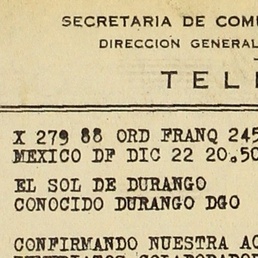 SECRETARIA DE COMU
DIRECCION GENERAL
TEL
X 279 88 ORD FRANQ 245
MEXICO DF DIC 22 20.50
EL SOL DE DURANGO
CONOCIDO DURANGO DGO
CONFIRMANDO NUESTRA AC